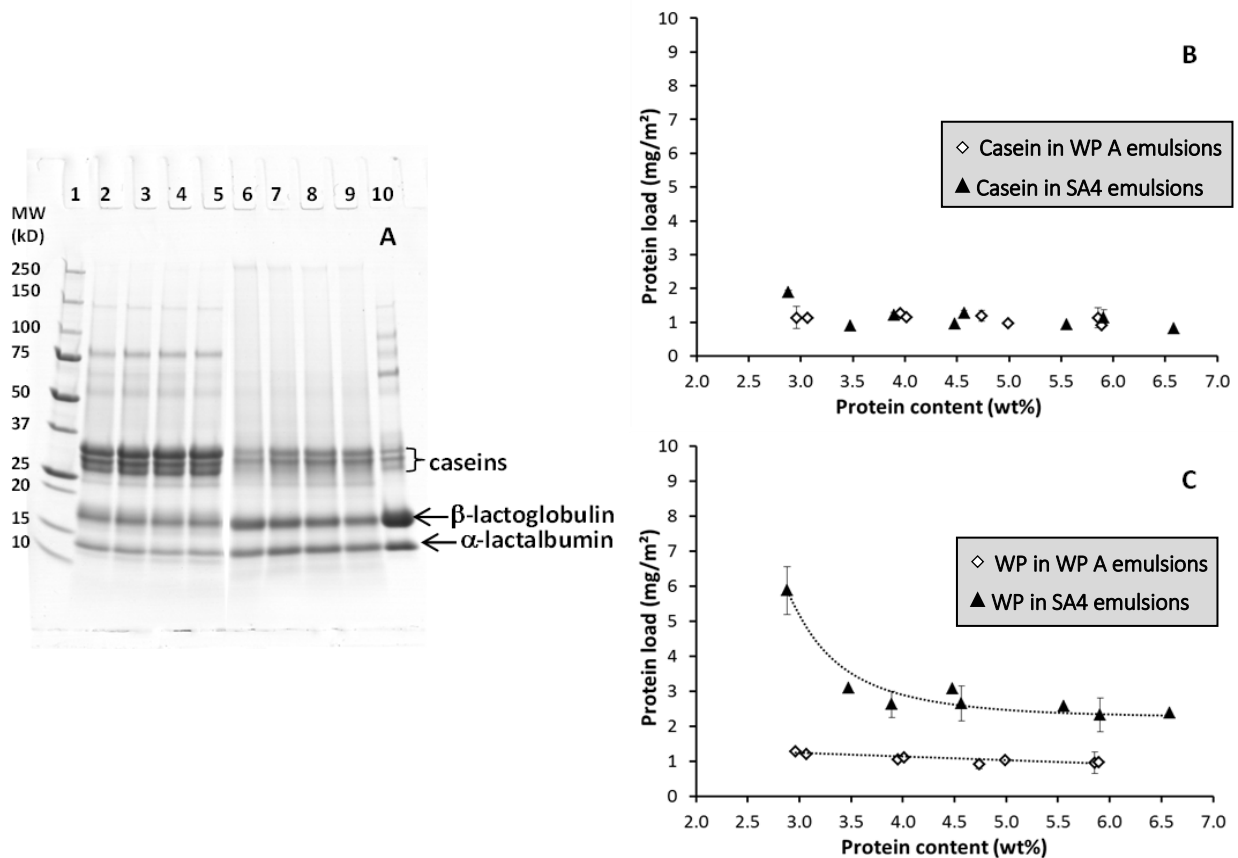 1 2 3 4 5 6 7 8 9 10
MW
(kD)
A
250
150
100
75
50
37
25
20
15
10
caseins
β-lactoglobulin
α-lactalbumin
B
10
9
8
7
6
5
4
3
2
1
0
Protein load (mg/m²)
Casein in WP A emulsions
Casein in SA4 emulsions
2.0 2.5 3.0 3.5 4.0 4.5 5.0 5.5 6.0 6.5 7.0
Protein content (wt%)
C
10
9
8
7
6
5
4
3
2
1
0
Protein load (mg/m²)
WP in WP A emulsions
WP in SA4 emulsions
2.0 2.5 3.0 3.5 4.0 4.5 5.0 5.5 6.0 6.5 7.0
Protein content (wt%)